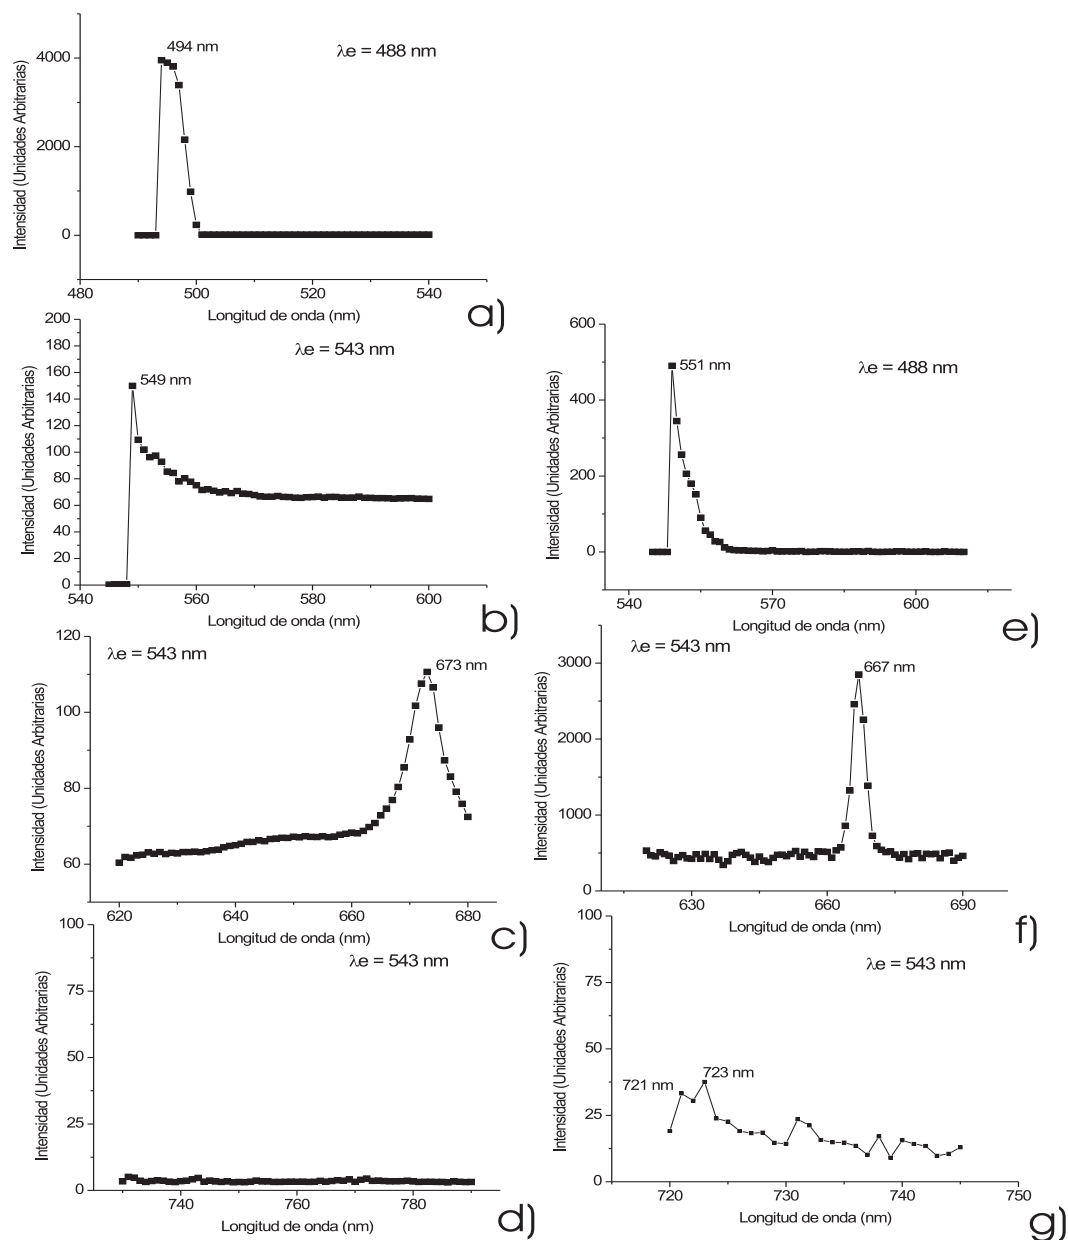 494 nm
λe = 488 nm
4000
2000
0
Intensidad (Unidades Arbitrarias)
480 500 520 540
Longitud de onda (nm)
a)
λe = 543 nm
549 nm
200
180
160
140
120
100
80
60
40
20
0
Intensidad (Unidades Arbitrarias)
540 560 580 600
Longitud de onda (nm)
b)
551 nm
λe = 488 nm
600
400
200
0
Intensidad (Unidades Arbitrarias)
540 570 600
Longitud de onda (nm)
e)
λe = 543 nm
673 nm
120
100
80
60
Intensidad (Unidades Arbitrarias)
620 640 660 680
Longitud de onda (nm)
c)
λe = 543 nm
667 nm
3000
2000
1000
0
Intensidad (Unidades Arbitrarias)
630 660 690
Longitud de onda (nm)
f)
λe = 543 nm
100
75
50
25
0
Intensidad (Unidades Arbitrarias)
740 760 780
Longitud de onda (nm)
d)
λe = 543 nm
721 nm
723 nm
100
75
50
25
0
Intensidad (Unidades Arbitrarias)
720 730 740 750
Longitud de onda (nm)
g)